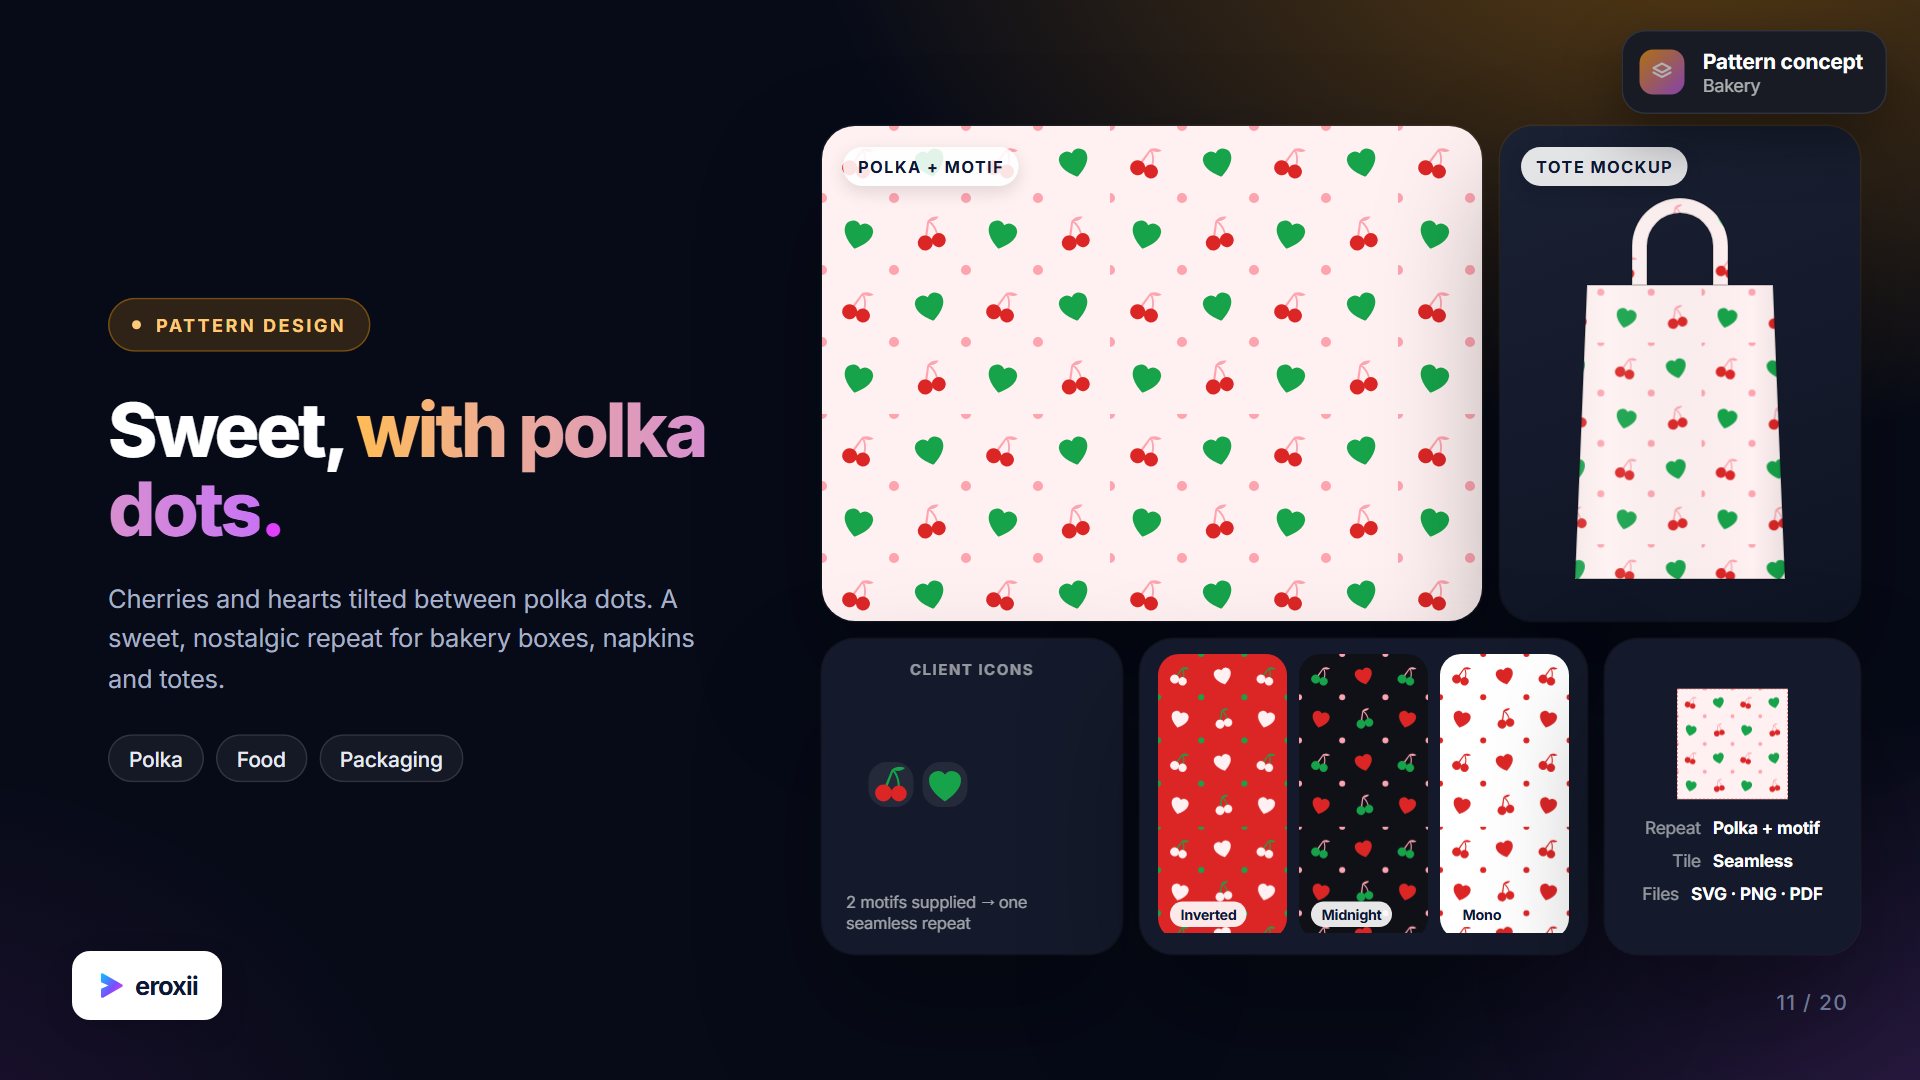 Pattern concept
Bakery
POLKA + MOTIF
TOTE MOCKUP
PATTERN DESIGN
Sweet, with polka
dots.
Cherries and hearts tilted between polka dots. A
sweet, nostalgic repeat for bakery boxes, napkins
and totes.
Polka
Food
Packaging
CLIENT ICONS
2 motifs supplied → one
seamless repeat
Inverted
Midnight
Mono
Repeat Polka + motif
Tile Seamless
Files SVG · PNG · PDF
eroxii
11 / 20